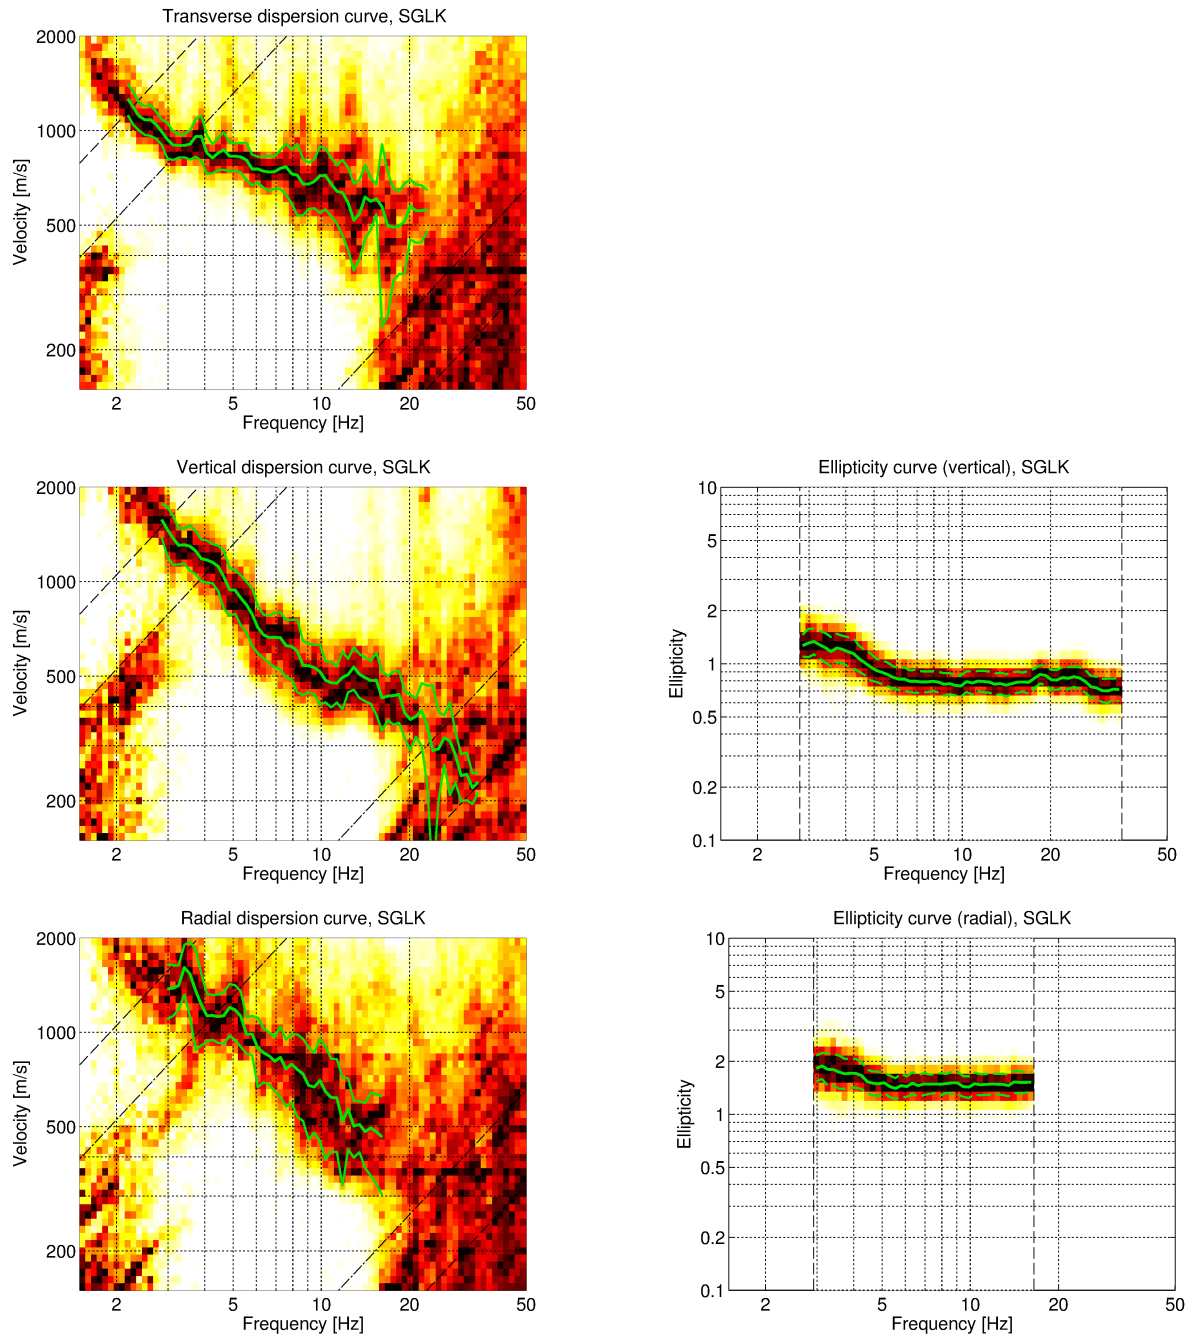 Transverse dispersion curve, SGLK
2000
1000
500
200
Velocity [m/s]
2 5 10 20 50
Frequency [Hz]
Vertical dispersion curve, SGLK
2000
1000
500
200
Velocity [m/s]
2 5 10 20 50
Frequency [Hz]
Ellipticity curve (vertical), SGLK
10
5
2
1
0.5
0.2
0.1
Ellipticity
2 5 10 20 50
Frequency [Hz]
Radial dispersion curve, SGLK
2000
1000
500
200
Velocity [m/s]
2 5 10 20 50
Frequency [Hz]
Ellipticity curve (radial), SGLK
10
5
2
1
0.5
0.2
0.1
Ellipticity
2 5 10 20 50
Frequency [Hz]